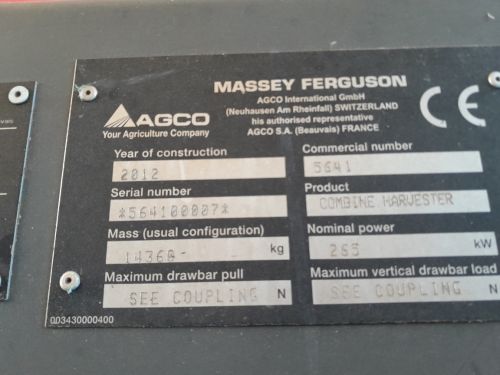 MASSEY FERGUSON
AGCO International GmbH
(Neuhausen Am Rheinfall) SWITZERLAND
his authorised representative
AGCO S.A. (Beauvais) FRANCE
CE
AGCO
Your Agriculture Company
Year of construction
2012
Commercial number
5641
Serial number
*564100007*
Product
COMBINE HARVESTER
Mass (usual configuration)
14360- kg
Nominal power
265 kW
Maximum drawbar pull
SEE COUPLING N
Maximum vertical drawbar load
SEE COUPLING N
003430000400